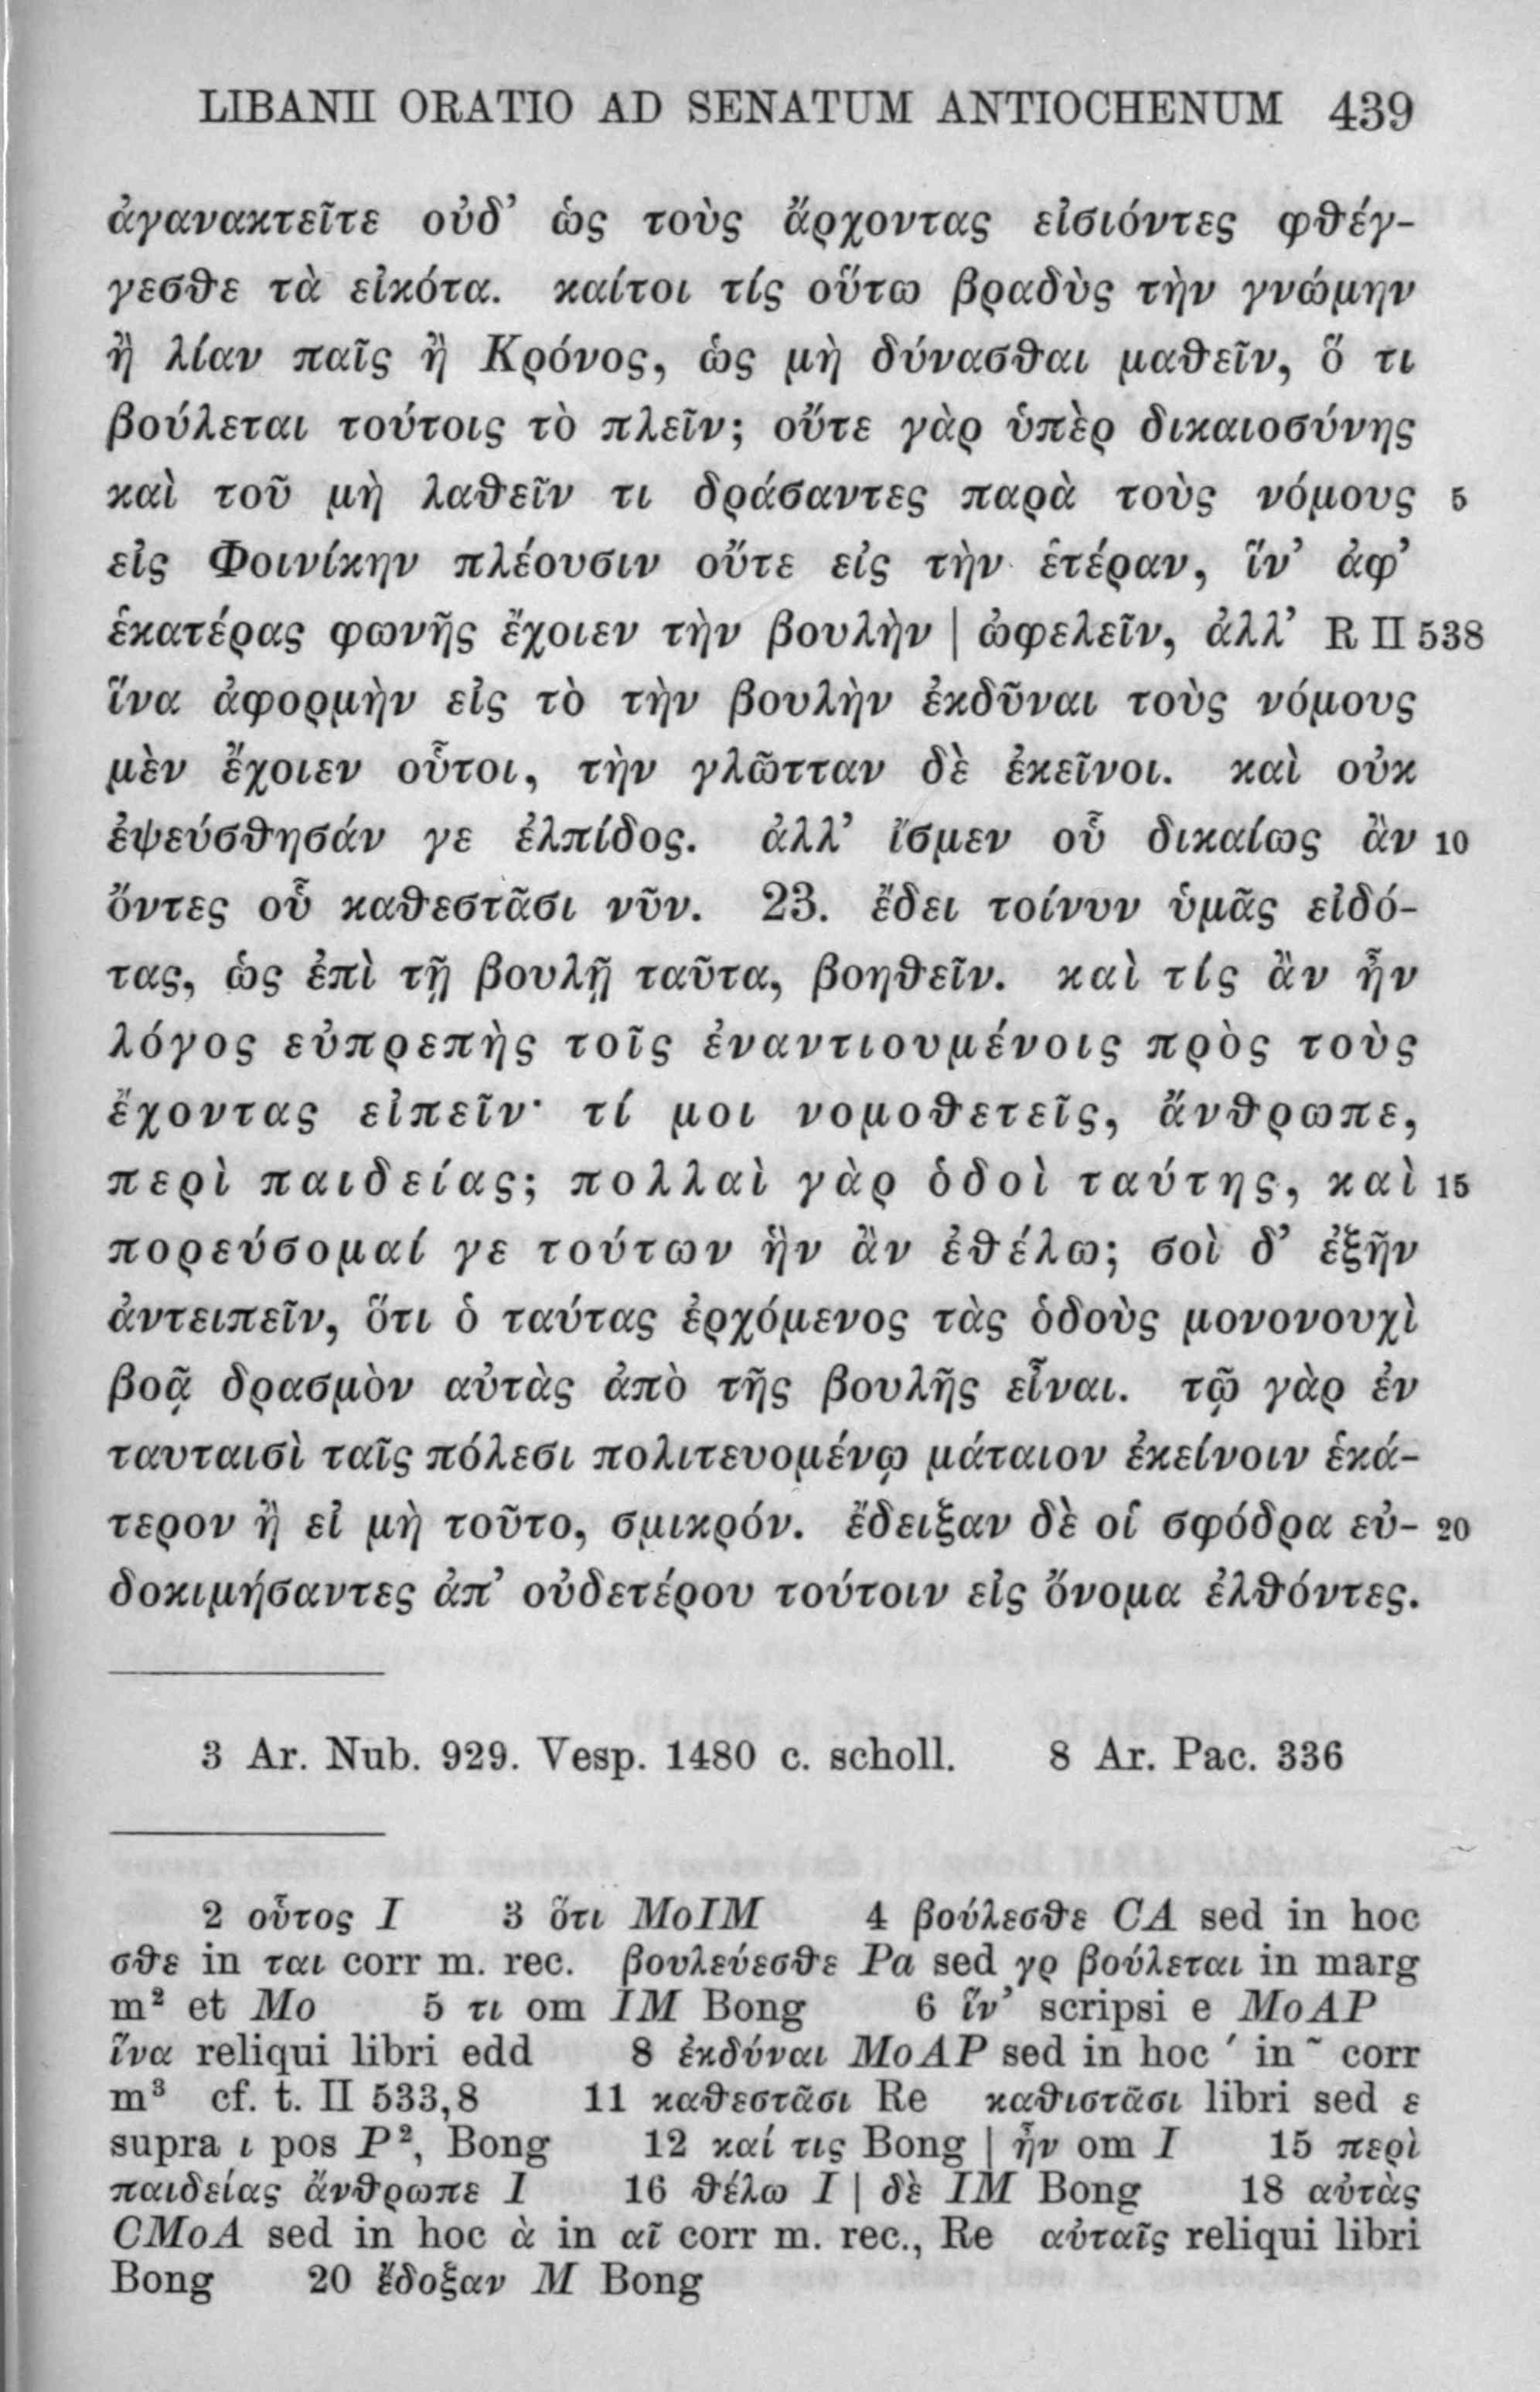 LIBANII ORATIO AD SENATUM ANTIOCHENUM 439
ἀγανακτεῖτε οὐδ’ ὡς τοὺς ἄρχοντας εἰσιόντες φθέγ-
γεσθε τὰ εἰκότα. καίτοι τίς οὕτω βραδὺς τὴν γνώμην
ἢ λίαν παῖς ἢ Κρόνος, ὡς μὴ δύνασθαι μαθεῖν, ὅ τι
βούλεται τούτοις τὸ πλεῖν; οὔτε γὰρ ὑπὲρ δικαιοσύνης
καὶ τοῦ μὴ λαθεῖν τι δράσαντες παρὰ τοὺς νόμους 5
εἰς Φοινίκην πλέουσιν οὔτε εἰς τὴν ἑτέραν, ἵν’ ἀφ’
ἑκατέρας φωνῆς ἔχοιεν τὴν βουλὴν | ὠφελεῖν, ἀλλ’ R II 538
ἵνα ἀφορμὴν εἰς τὸ τὴν βουλὴν ἐκδῦναι τοὺς νόμους
μὲν ἔχοιεν οὗτοι, τὴν γλῶτταν δὲ ἐκεῖνοι. καὶ οὐκ
ἐψεύσθησάν γε ἐλπίδος. ἀλλ’ ἴσμεν οὗ δικαίως ἂν 10
ὄντες οὗ καθεστᾶσι νῦν. 23. ἔδει τοίνυν ὑμᾶς εἰδό-
τας, ὡς ἐπὶ τῇ βουλῇ ταῦτα, βοηθεῖν. καὶ τίς ἂν ἦν
λόγος εὐπρεπὴς τοῖς ἐναντιουμένοις πρὸς τοὺς
ἔχοντας εἰπεῖν· τί μοι νομοθετεῖς, ἄνθρωπε,
περὶ παιδείας; πολλαὶ γὰρ ὁδοὶ ταύτης, καὶ 15
πορεύσομαί γε τούτων ἣν ἂν ἐθέλω; σοὶ δ’ ἐξῆν
ἀντειπεῖν, ὅτι ὁ ταύτας ἐρχόμενος τὰς ὁδοὺς μονονουχὶ
βοᾷ δρασμὸν αὐτὰς ἀπὸ τῆς βουλῆς εἶναι. τῷ γὰρ ἐν
ταυταισὶ ταῖς πόλεσι πολιτευομένῳ μάταιον ἐκείνοιν ἑκά-
τερον ἢ εἰ μὴ τοῦτο, σμικρόν. ἔδειξαν δὲ οἱ σφόδρα εὐ- 20
δοκιμήσαντες ἀπ’ οὐδετέρου τούτοιν εἰς ὄνομα ἐλθόντες.
3 Ar. Nub. 929. Vesp. 1480 c. scholl. 8 Ar. Pac. 336
2 οὗτος I 3 ὅτι MoIM 4 βούλεσθε CA sed in hoc
σθε in ται corr m. rec. βουλεύεσθε Pa sed γρ βούλεται in marg
m² et Mo 5 τι om IM Bong 6 ἵν’ scripsi e MoAP
ἵνα reliqui libri edd 8 ἐκδύναι MoAP sed in hoc ´ in ῀ corr
m³ cf. t. II 533,8 11 καθεστᾶσι Re καθιστᾶσι libri sed ε
supra ι pos P², Bong 12 καί τις Bong | ἦν om I 15 περὶ
παιδείας ἄνθρωπε I 16 θέλω I | δὲ IM Bong 18 αὐτὰς
CMoA sed in hoc ὰ in αῖ corr m. rec., Re αὐταῖς reliqui libri
Bong 20 ἔδοξαν M Bong